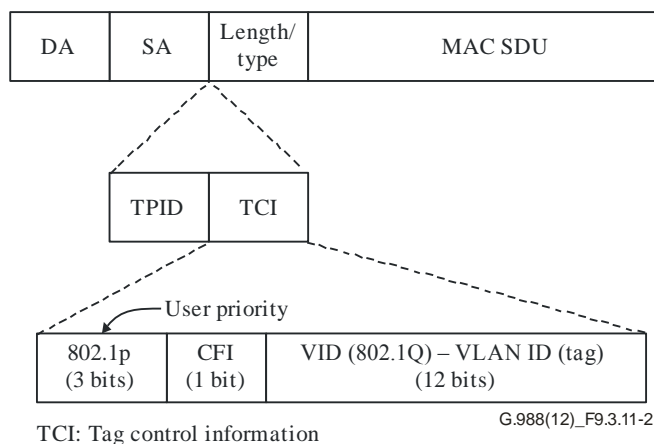 DA SA Length/ type MAC SDU
TPID TCI
User priority
802.1p (3 bits) CFI (1 bit) VID (802.1Q) – VLAN ID (tag) (12 bits)
G.988(12)_F9.3.11-2
TCI: Tag control information